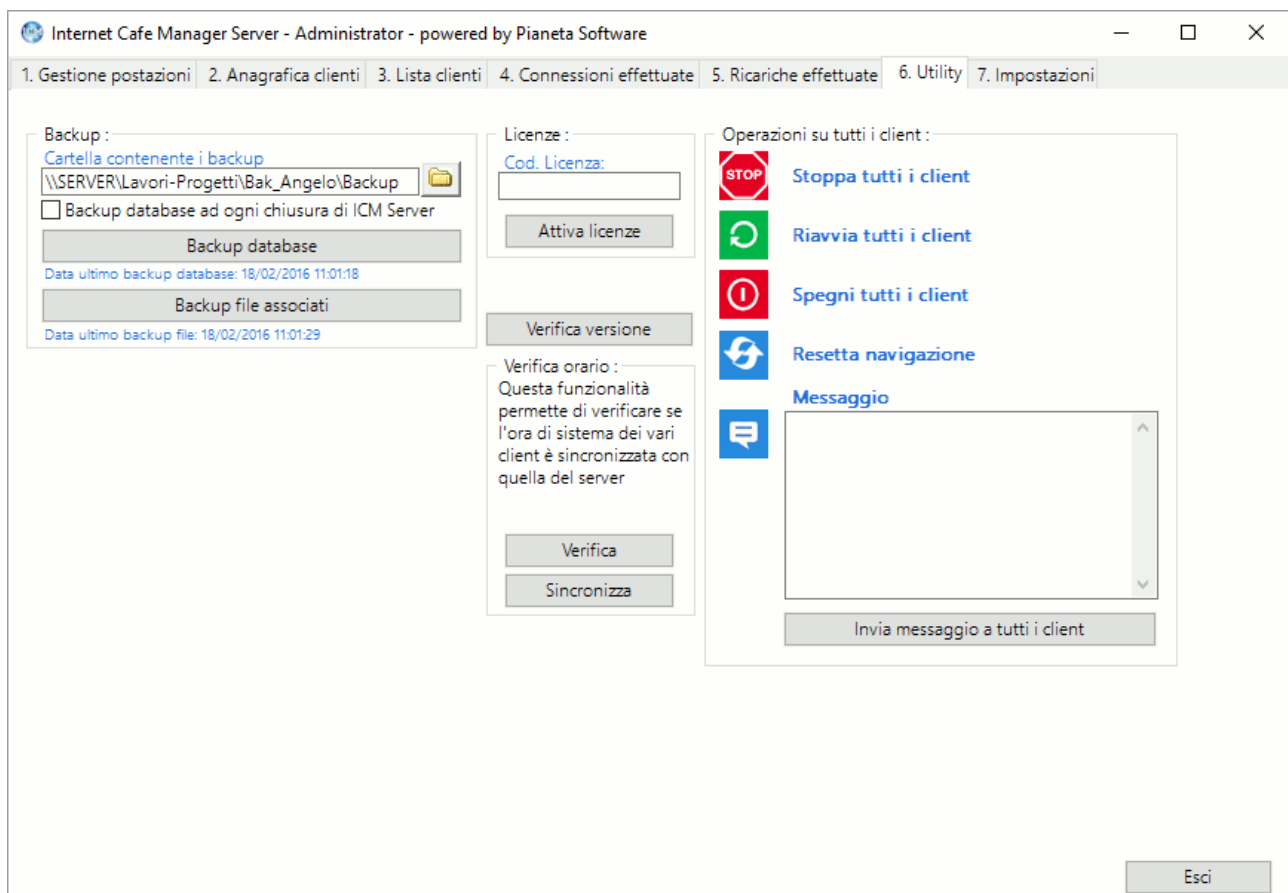 Internet Cafe Manager Server - Administrator - powered by Pianeta Software
1. Gestione postazioni 2. Anagrafica clienti 3. Lista clienti 4. Connessioni effettuate 5. Ricariche effettuate 6. Utility 7. Impostazioni
Backup :
Cartella contenente i backup
\\SERVER\Lavori-Progetti\Bak_Angelo\Backup
Backup database ad ogni chiusura di ICM Server
Backup database
Data ultimo backup database: 18/02/2016 11:01:18
Backup file associati
Data ultimo backup file: 18/02/2016 11:01:29
Licenze :
Cod. Licenza:
Attiva licenze
Verifica versione
Verifica orario :
Questa funzionalità
permette di verificare se
l'ora di sistema dei vari
client è sincronizzata con
quella del server
Verifica
Sincronizza
Operazioni su tutti i client :
STOP
Stoppa tutti i client
Riavvia tutti i client
Spegni tutti i client
Resetta navigazione
Messaggio
Invia messaggio a tutti i client
Esci